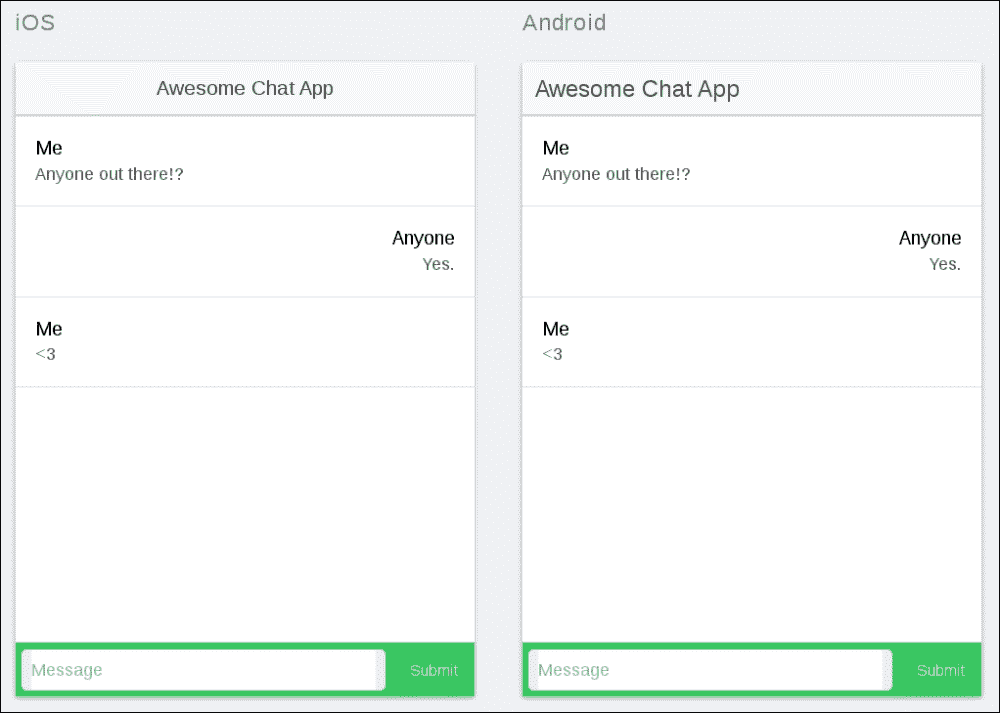 iOS
Awesome Chat App
Me
Anyone out there!?
Anyone
Yes.
Me
<3
Message
Submit
Android
Awesome Chat App
Me
Anyone out there!?
Anyone
Yes.
Me
<3
Message
Submit